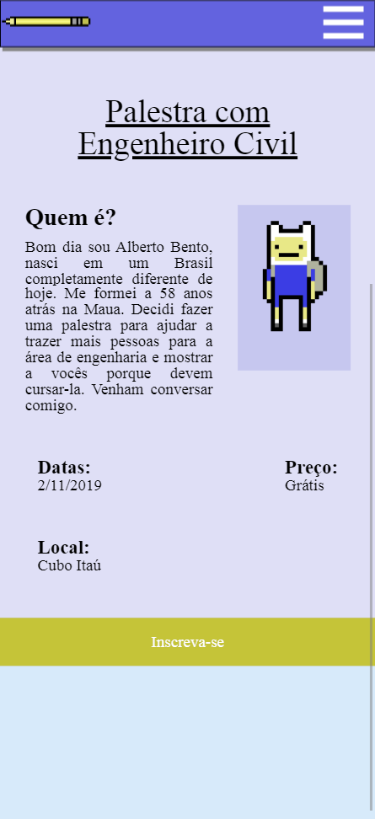 Palestra com
Engenheiro Civil
Quem é?
Bom dia sou Alberto Bento,
nasci em um Brasil
completamente diferente de
hoje. Me formei a 58 anos
atrás na Maua. Decidi fazer
uma palestra para ajudar a
trazer mais pessoas para a
área de engenharia e mostrar
a vocês porque devem
cursar-la. Venham conversar
comigo.
Datas:
2/11/2019
Preço:
Grátis
Local:
Cubo Itaú
Inscreva-se